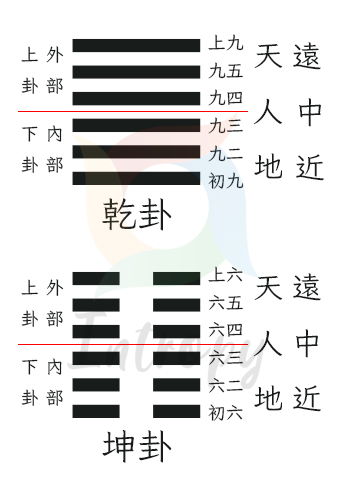 上 外 上九 天 遠
卦 部 九五
九四 人 中
下 內 九三
卦 部 九二 地 近
初九
乾卦
上 外 上六 天 遠
卦 部 六五
六四 人 中
下 內 六三
卦 部 六二 地 近
初六
坤卦
Entropy